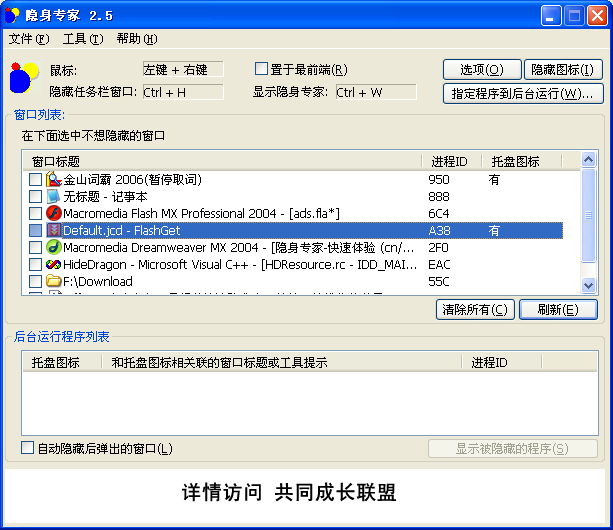 隐身专家 2.5
文件(F) 工具(T) 帮助(H)
鼠标: 左键 + 右键 置于最前端(R) 选项(O) 隐藏图标(I)
隐藏任务栏窗口: Ctrl + H 显示隐身专家: Ctrl + W 指定程序到后台运行(W)...
窗口列表:
在下面选中不想隐藏的窗口
窗口标题 进程ID 托盘图标
金山词霸 2006(暂停取词) 950 有
无标题 - 记事本 888
Macromedia Flash MX Professional 2004 - [ads.fla*] 6C4
Default.jcd - FlashGet A38 有
Macromedia Dreamweaver MX 2004 - [隐身专家-快速体验 (cn/... 2F0
HideDragon - Microsoft Visual C++ - [HDResource.rc - IDD_MAI... EAC
F:\Download 55C
清除所有(C) 刷新(E)
后台运行程序列表
托盘图标 和托盘图标相关联的窗口标题或工具提示 进程ID
自动隐藏后弹出的窗口(L) 显示被隐藏的程序(S)
详情访问 共同成长联盟